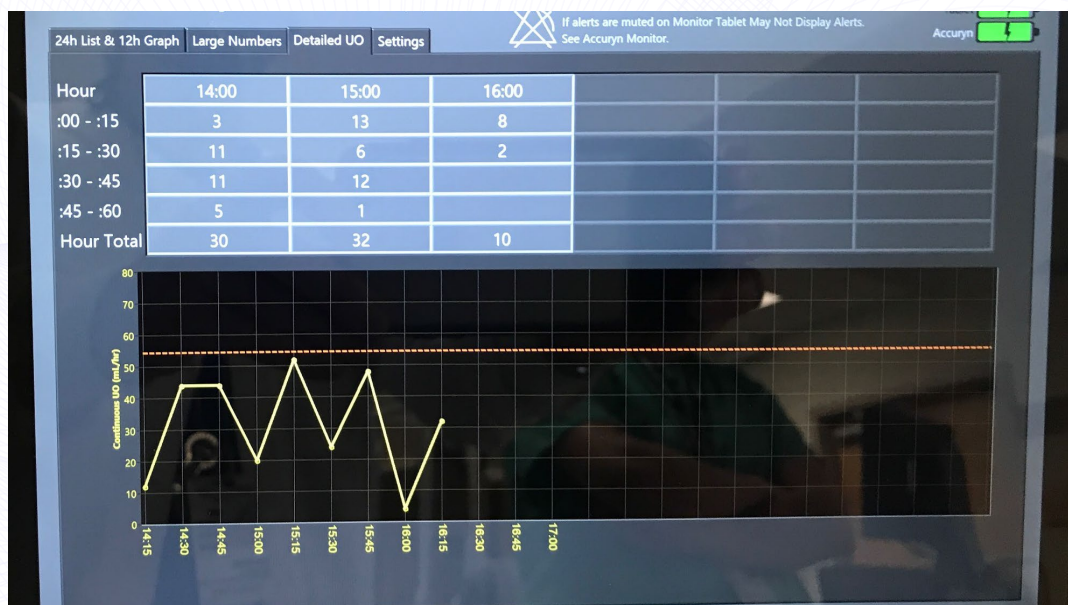 If alerts are muted on Monitor Tablet May Not Display Alerts.
See Accuryn Monitor.
Accuryn
24h List & 12h Graph Large Numbers Detailed UO Settings
Hour 14:00 15:00 16:00
:00 - :15 3 13 8
:15 - :30 11 6 2
:30 - :45 11 12
:45 - :60 5 1
Hour Total 30 32 10
Continuous UO (mL/hr)
80
70
60
50
40
30
20
10
0
14:15 14:30 14:45 15:00 15:15 15:30 15:45 16:00 16:15 16:30 16:45 17:00